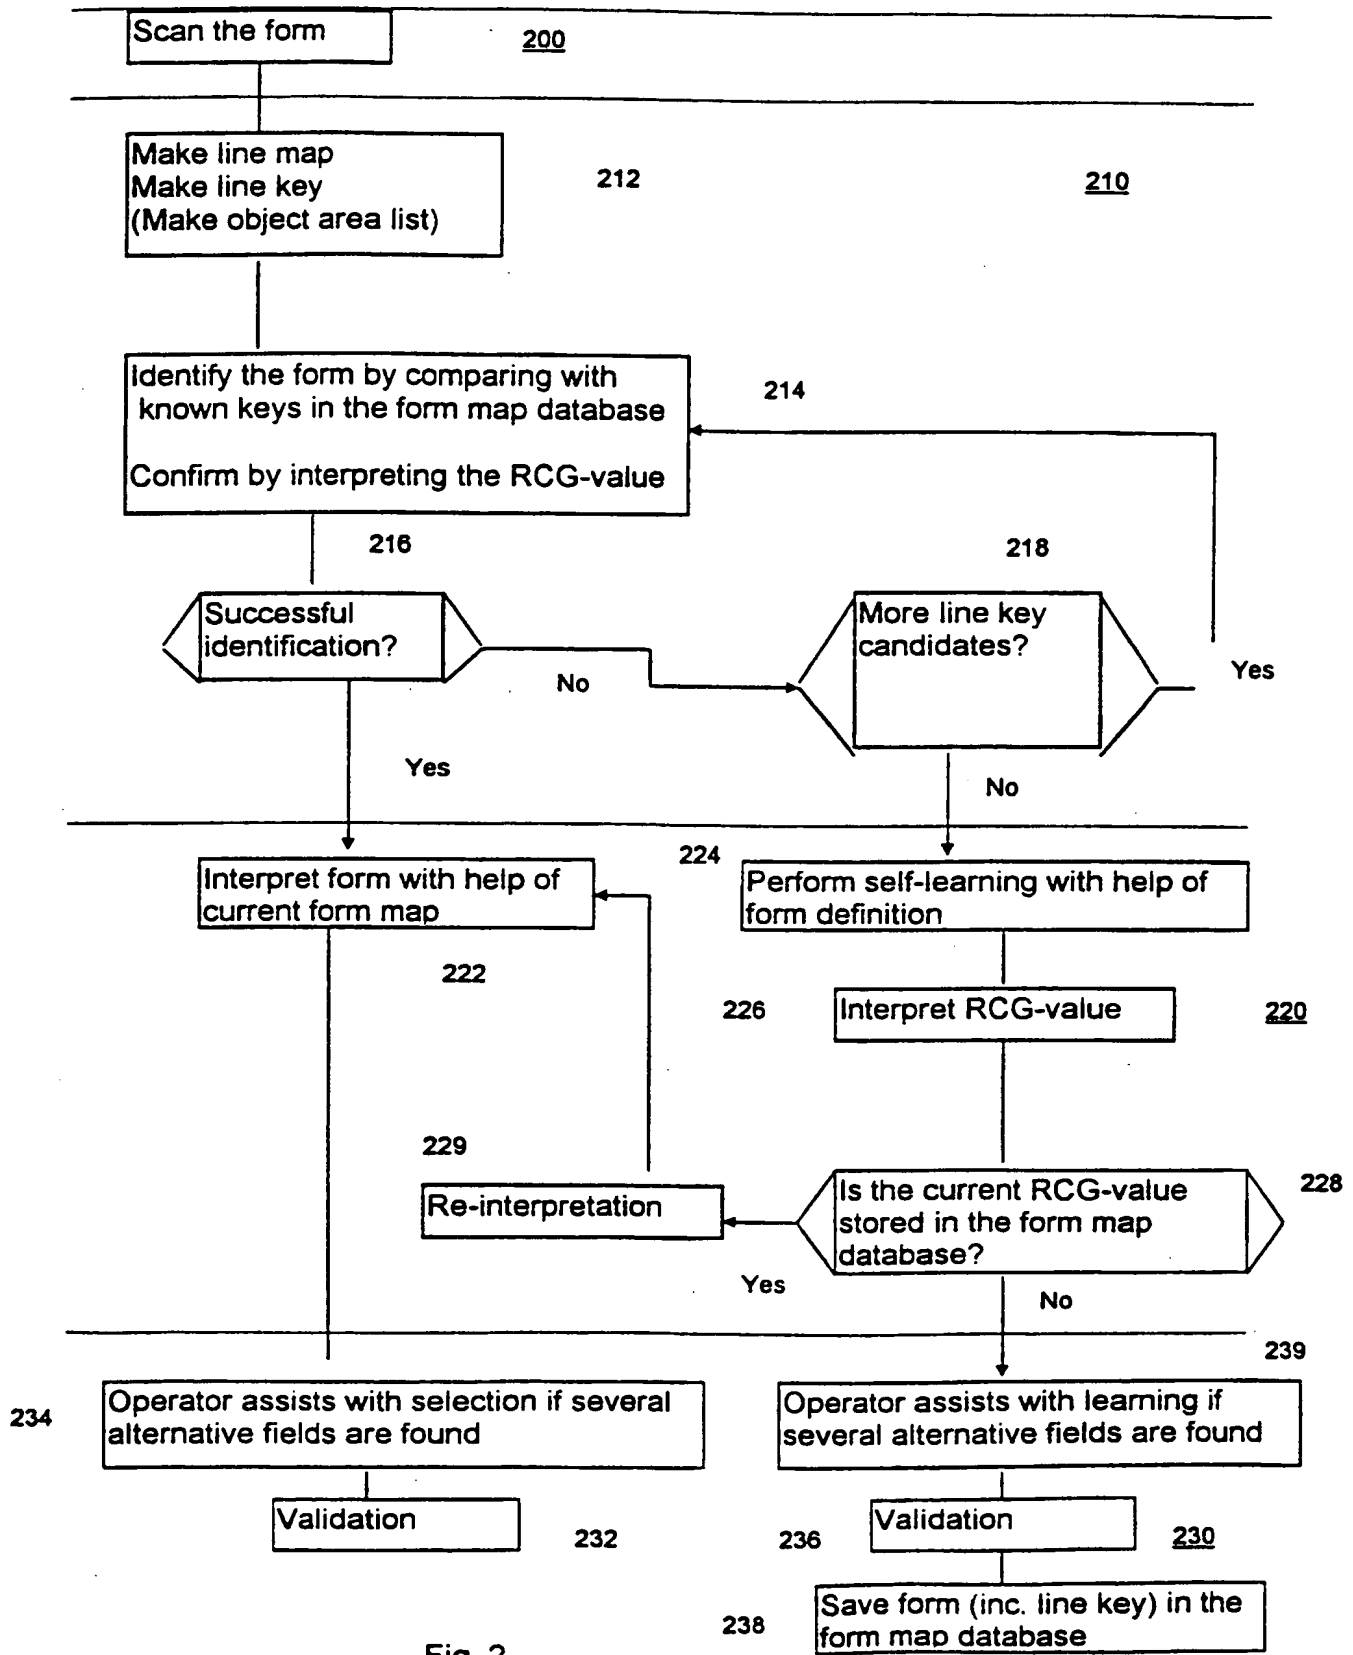 Scan the form
200
Make line map
Make line key
(Make object area list)
212
210
Identify the form by comparing with
known keys in the form map database
Confirm by interpreting the RCG-value
214
216
218
Successful
identification?
More line key
candidates?
No
Yes
Yes
No
224
Interpret form with help of
current form map
Perform self-learning with help of
form definition
222
226
Interpret RCG-value
220
229
Re-interpretation
Is the current RCG-value
stored in the form map
database?
228
Yes
No
239
234
Operator assists with selection if several
alternative fields are found
Operator assists with learning if
several alternative fields are found
Validation
232
236
Validation
230
238
Save form (inc. line key) in the
form map database
Fig. 2